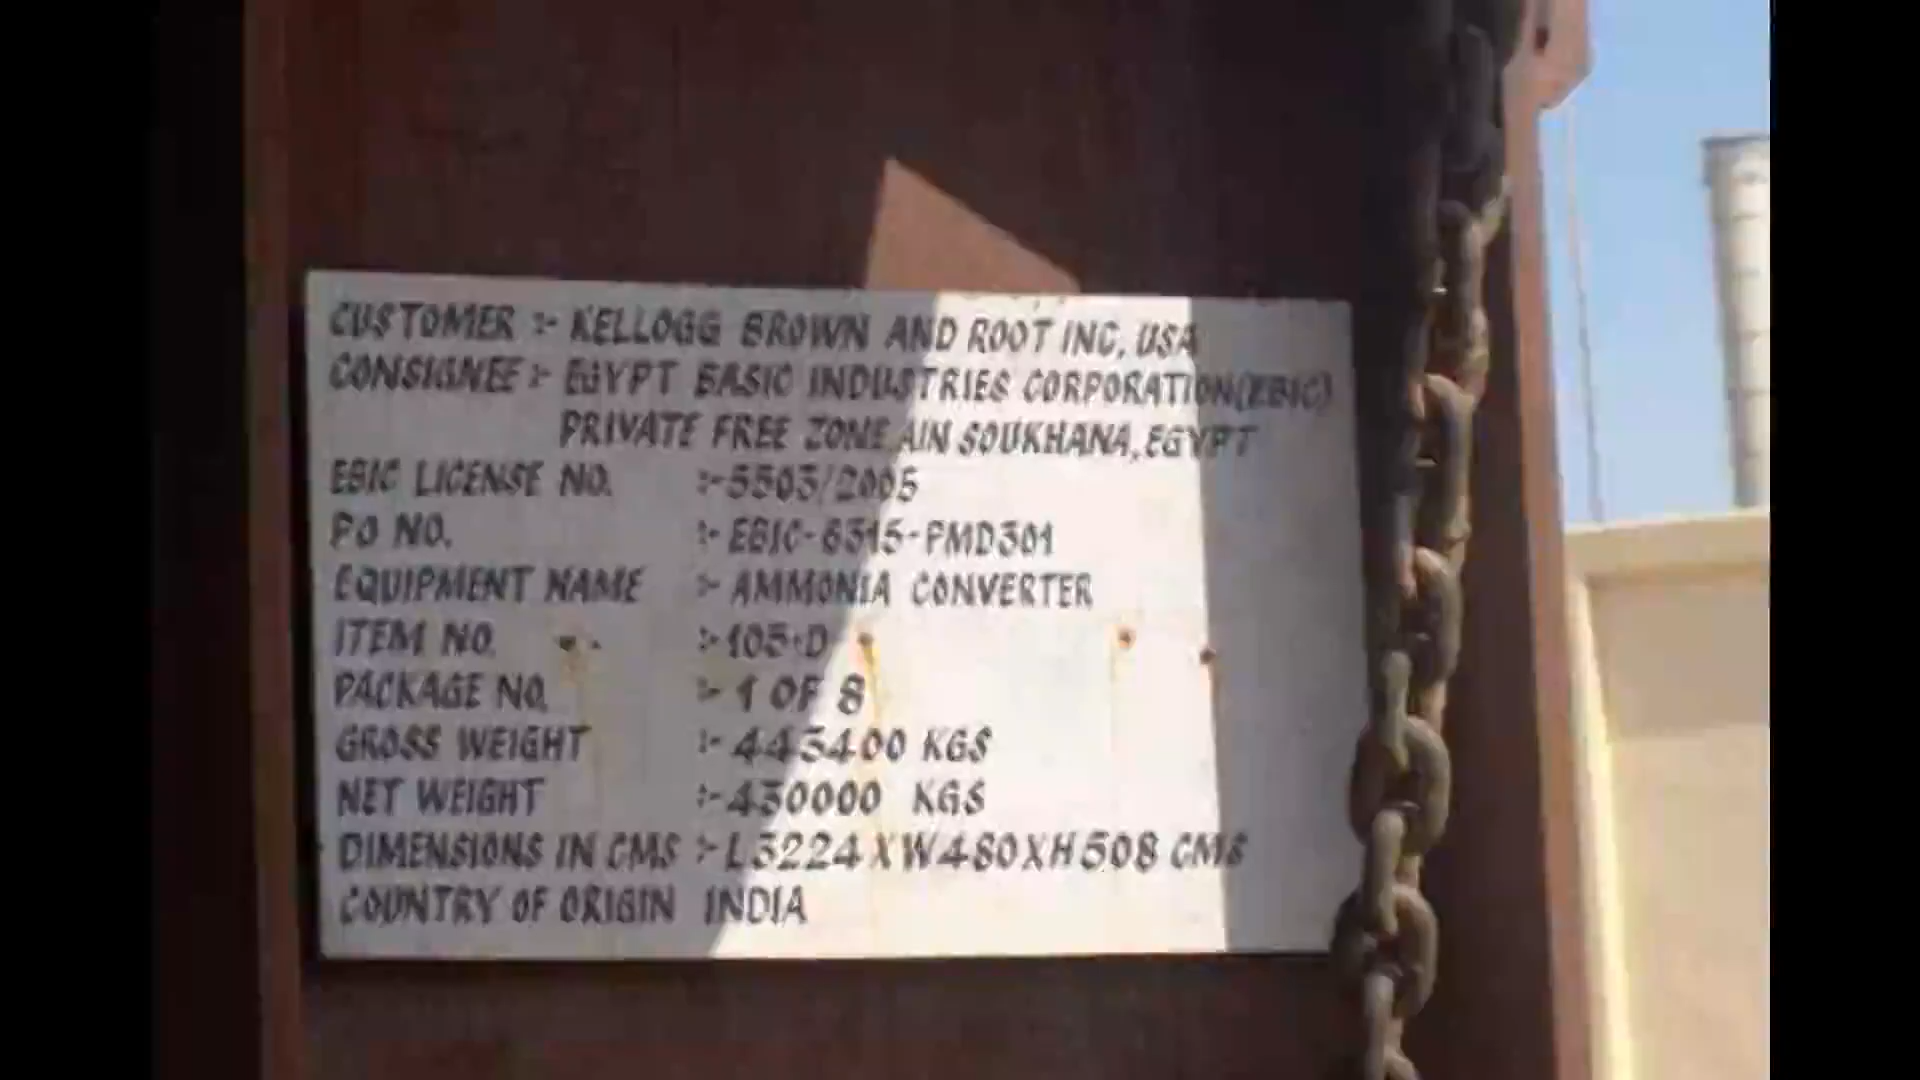 CUSTOMER :- KELLOGG BROWN AND ROOT INC, USA
CONSIGNEE :- EGYPT BASIC INDUSTRIES CORPORATION(EBIC)
PRIVATE FREE ZONE, AIN SOUKHANA, EGYPT
EBIC LICENSE NO. :- 5503/2005
PO NO. :- EBIC-6315-PMD301
EQUIPMENT NAME :- AMMONIA CONVERTER
ITEM NO. :- 105-D
PACKAGE NO. :- 1 OF 8
GROSS WEIGHT :- 443400 KGS
NET WEIGHT :- 430000 KGS
DIMENSIONS IN CMS :- L3224XW480XH508 CMS
COUNTRY OF ORIGIN INDIA